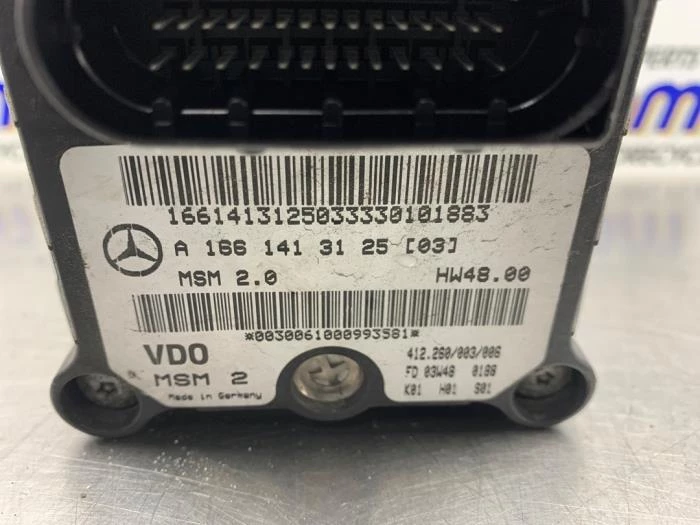 1661413125033330101883
A 166 141 31 25 [03]
MSM 2.0 HW48.00
*0030061000993581*
VDO 412.260/003/006
MSM 2 FD 03W48 0188
Made in Germany K01 H01 S01